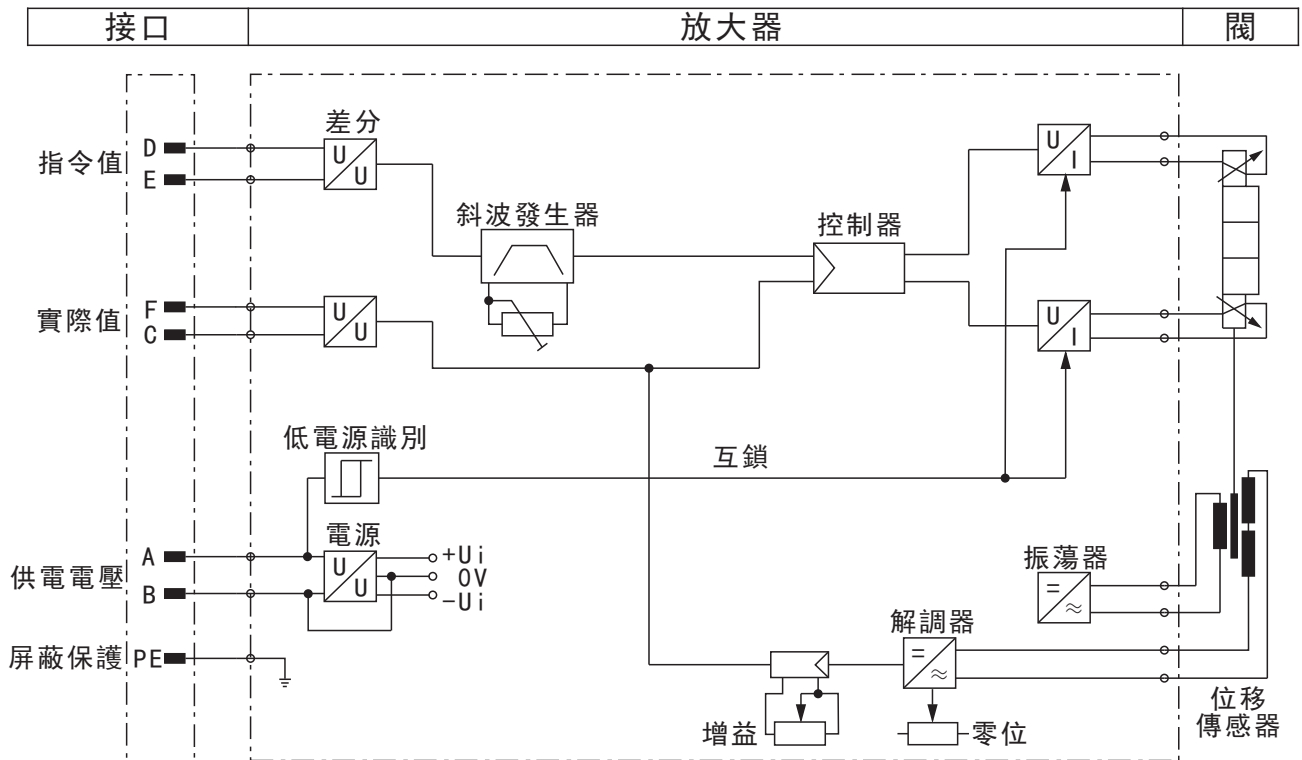 接口 放大器 閥
差分
指令值 D
E
U
U
U
I
斜波發生器
控制器
實際值 F
C
U
U
U
I
低電源識別
互鎖
電源
供電電壓 A
B
U
U
+Ui
0V
-Ui
振蕩器
=
≈
解調器
=
≈
屏蔽保護 PE
增益
零位
位移
傳感器